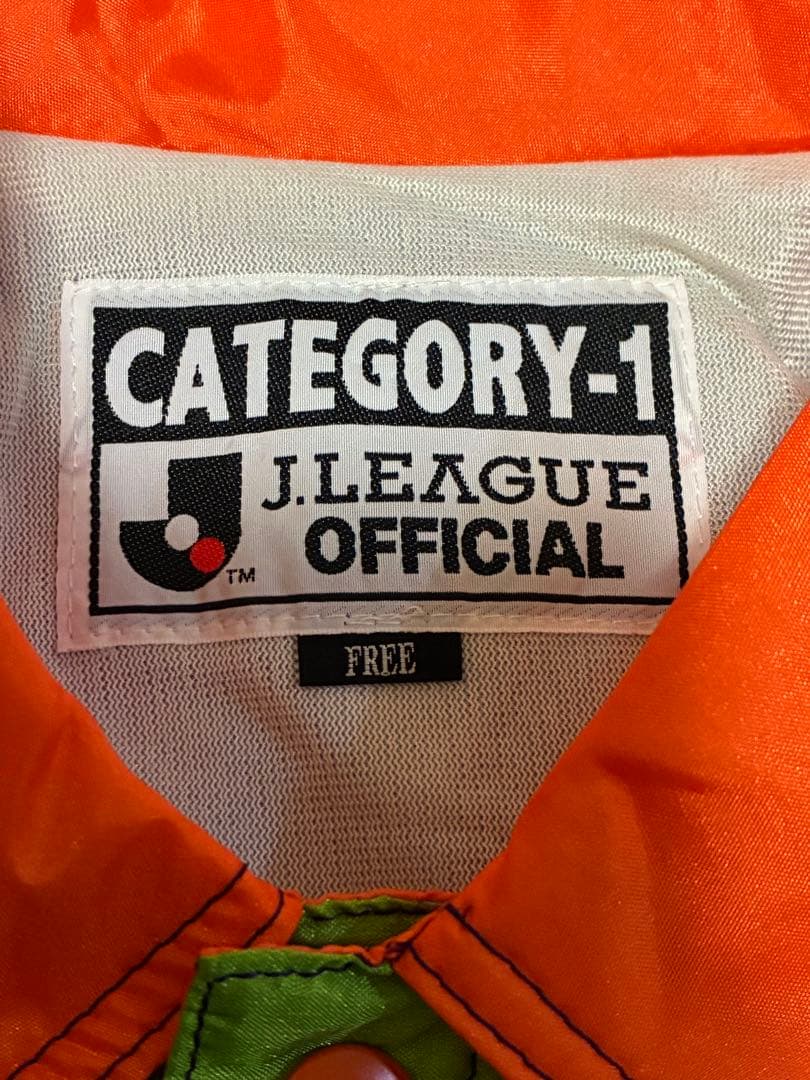 CATEGORY-1
J.LEAGUE
OFFICIAL
TM
FREE